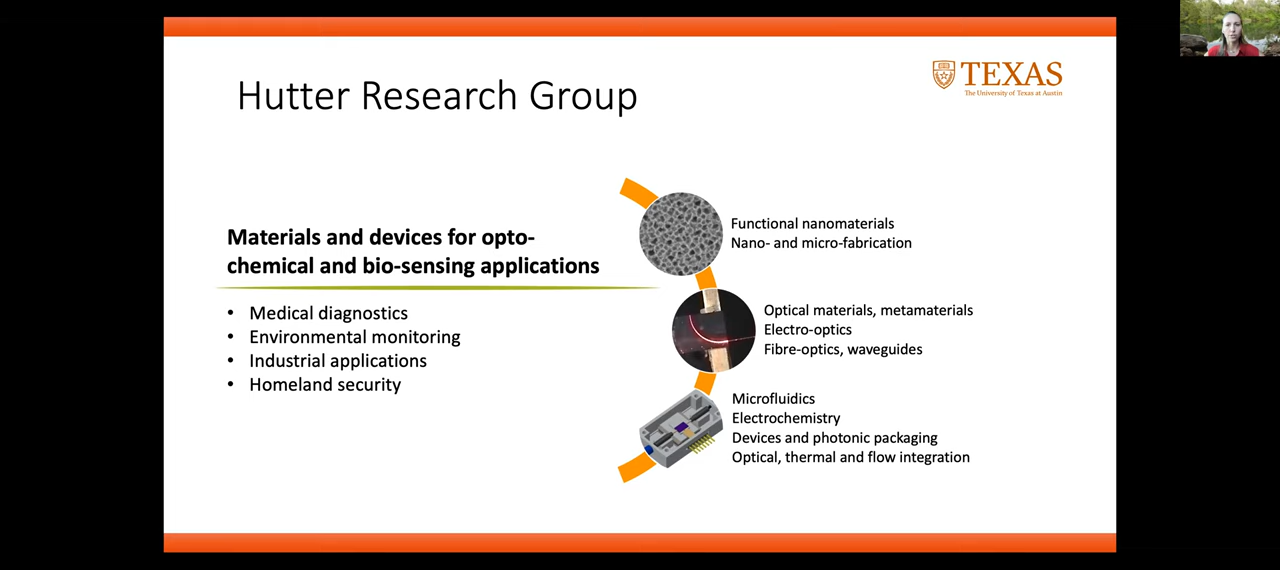 Hutter Research Group
TEXAS
The University of Texas at Austin
Materials and devices for opto-
chemical and bio-sensing applications
• Medical diagnostics
• Environmental monitoring
• Industrial applications
• Homeland security
Functional nanomaterials
Nano- and micro-fabrication
Optical materials, metamaterials
Electro-optics
Fibre-optics, waveguides
Microfluidics
Electrochemistry
Devices and photonic packaging
Optical, thermal and flow integration